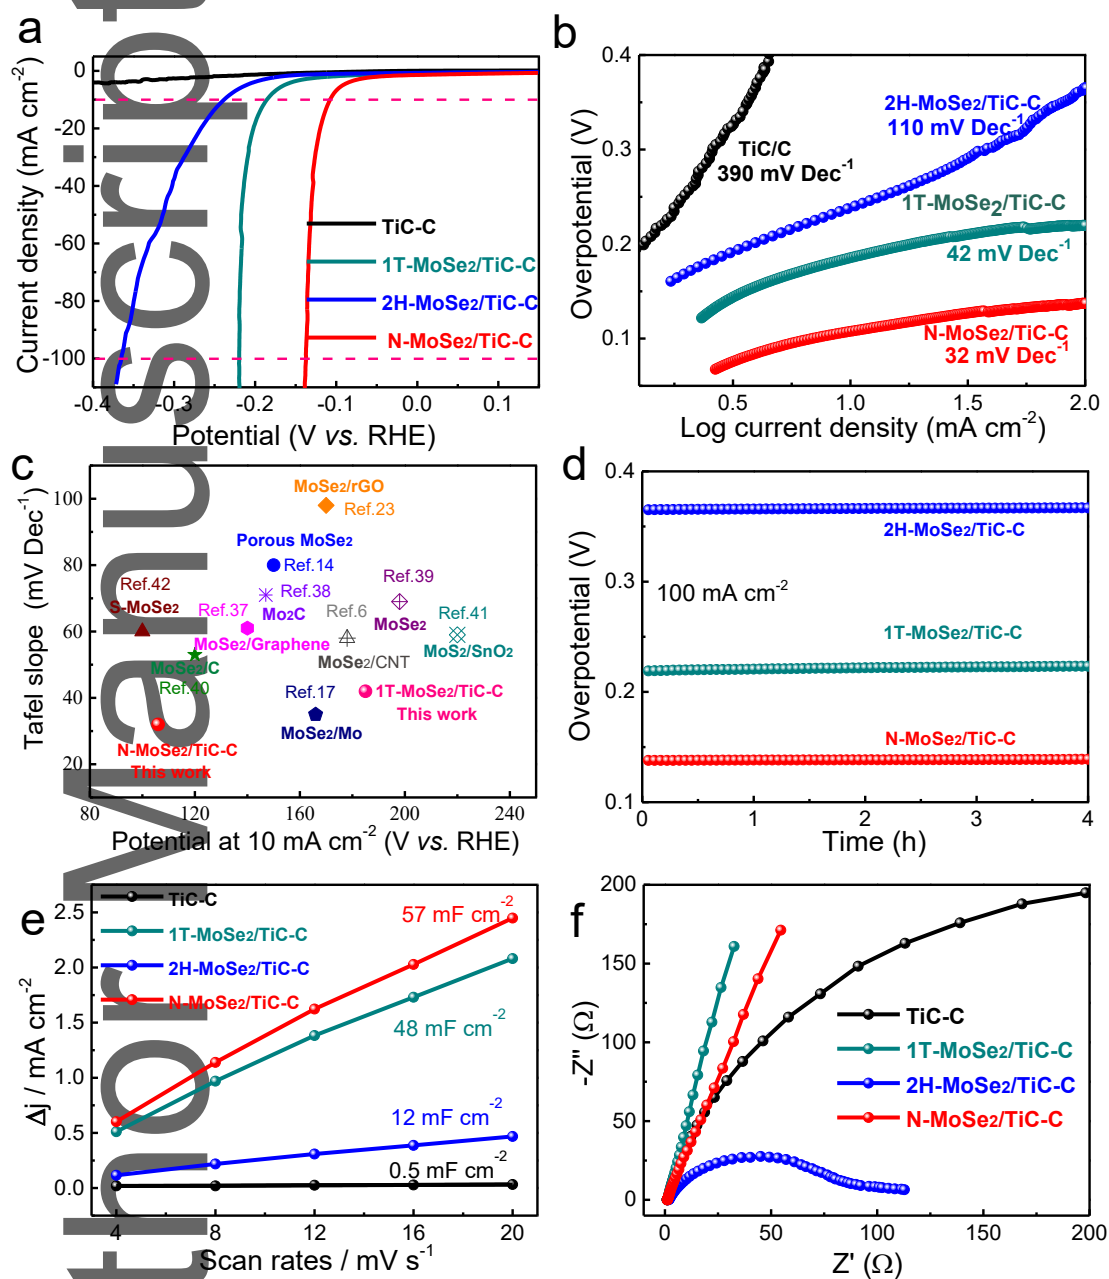 a
Current density (mA cm-2)
0
-20
-40
-60
-80
-100
-0.4
-0.3
-0.2
-0.1
0.0
0.1
Potential (V vs. RHE)
TiC-C
1T-MoSe2/TiC-C
2H-MoSe2/TiC-C
N-MoSe2/TiC-C
b
Overpotential (V)
0.4
0.3
0.2
0.1
0.5
1.0
1.5
2.0
Log current density (mA cm-2)
TiC/C
390 mV Dec-1
2H-MoSe2/TiC-C
110 mV Dec-1
1T-MoSe2/TiC-C
42 mV Dec-1
N-MoSe2/TiC-C
32 mV Dec-1
c
Tafel slope (mV Dec-1)
100
80
60
40
20
80
120
160
200
240
Potential at 10 mA cm-2 (V vs. RHE)
MoSe2/rGO
Ref.23
Porous MoSe2
Ref.14
Ref.42
S-MoSe2
Ref.38
Mo2C
Ref.39
MoSe2
Ref.37
MoSe2/Graphene
Ref.6
MoSe2/CNT
Ref.41
MoS2/SnO2
MoSe2/C
Ref.40
Ref.17
MoSe2/Mo
1T-MoSe2/TiC-C
This work
N-MoSe2/TiC-C
This work
d
Overpotential (V)
0.4
0.3
0.2
0.1
0
1
2
3
4
Time (h)
2H-MoSe2/TiC-C
100 mA cm-2
1T-MoSe2/TiC-C
N-MoSe2/TiC-C
e
Δj / mA cm-2
2.5
2.0
1.5
1.0
0.5
0.0
4
8
12
16
20
Scan rates / mV s-1
TiC-C
1T-MoSe2/TiC-C
2H-MoSe2/TiC-C
N-MoSe2/TiC-C
57 mF cm-2
48 mF cm-2
12 mF cm-2
0.5 mF cm-2
f
-Z'' (Ω)
200
150
100
50
0
0
50
100
150
200
Z' (Ω)
TiC-C
1T-MoSe2/TiC-C
2H-MoSe2/TiC-C
N-MoSe2/TiC-C
thor Manuscript